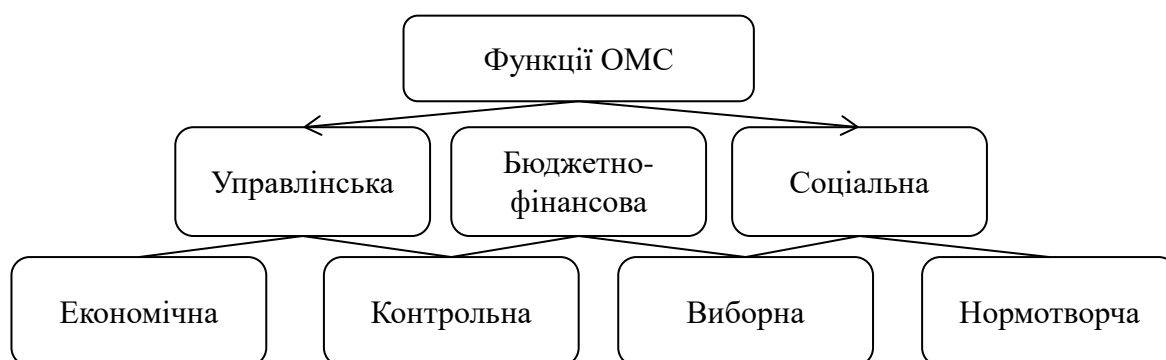 Функції ОМС
Управлінська
Бюджетно-
фінансова
Соціальна
Економічна
Контрольна
Виборна
Нормотворча